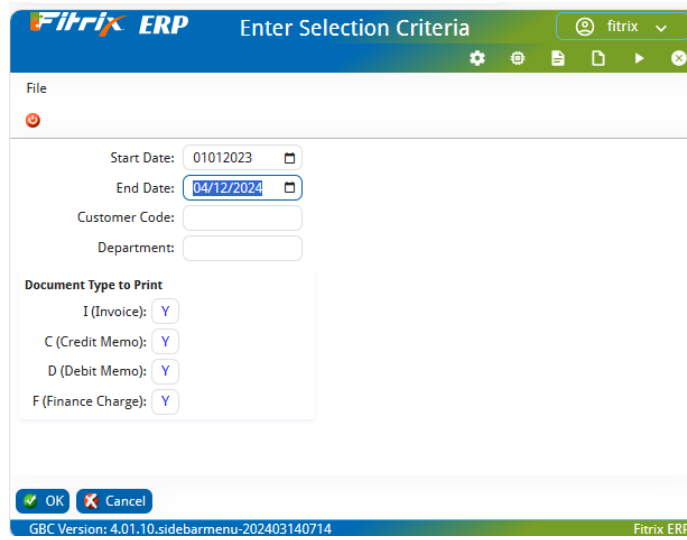 Fitrix ERP Enter Selection Criteria fitrix
File
Start Date: 01012023
End Date: 04/12/2024
Customer Code:
Department:
Document Type to Print
I (Invoice): Y
C (Credit Memo): Y
D (Debit Memo): Y
F (Finance Charge): Y
OK Cancel
GBC Version: 4.01.10.sidebarmenu-202403140714 Fitrix ERP